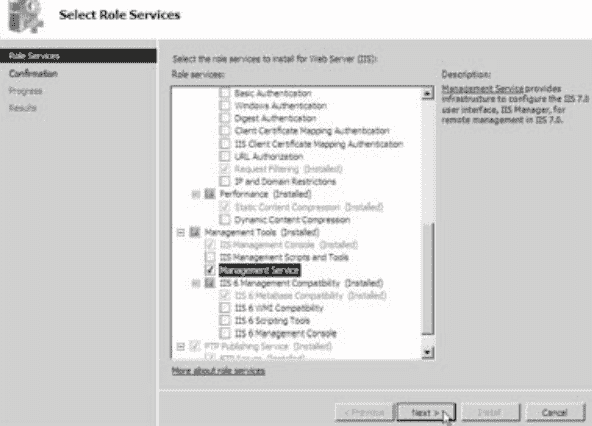 Select Role Services
Role Services
Confirmation
Progress
Results
Select the role services to install for Web Server (IIS):
Role services:
Basic Authentication
Windows Authentication
Digest Authentication
Client Certificate Mapping Authentication
IIS Client Certificate Mapping Authentication
URL Authorization
Request Filtering (Installed)
IP and Domain Restrictions
Performance (Installed)
Static Content Compression (Installed)
Dynamic Content Compression
Management Tools (Installed)
IIS Management Console (Installed)
IIS Management Scripts and Tools
Management Service
IIS 6 Management Compatibility (Installed)
IIS 6 Metabase Compatibility (Installed)
IIS 6 WMI Compatibility
IIS 6 Scripting Tools
IIS 6 Management Console
FTP Publishing Service (Installed)
FTP Server (Installed)
More about role services
Description:
Management Service provides
infrastructure to configure the IIS 7.0
user interface, IIS Manager, for
remote management in IIS 7.0.
< Previous
Next >
Install
Cancel